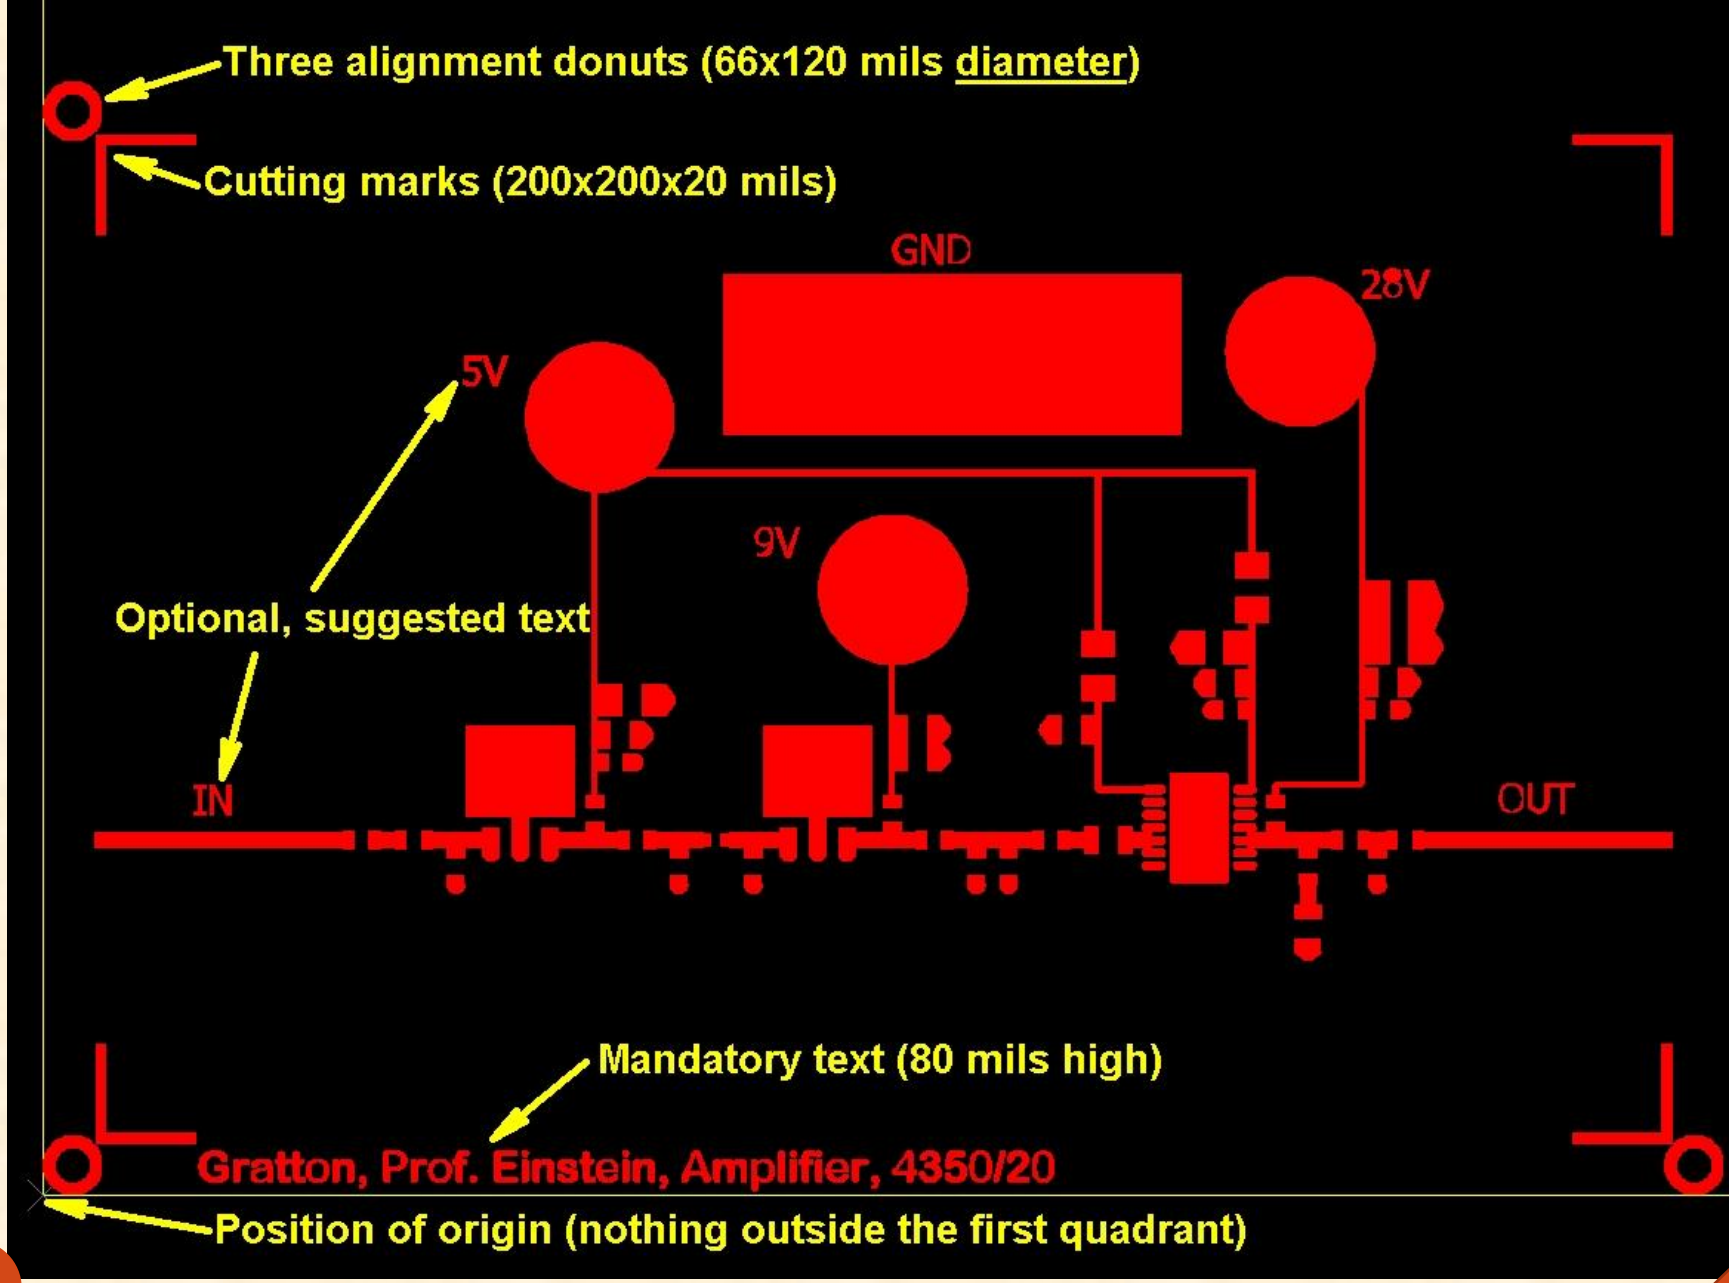 Three alignment donuts (66x120 mils diameter)
Cutting marks (200x200x20 mils)
GND
28V
5V
9V
Optional, suggested text
IN
OUT
Mandatory text (80 mils high)
Gratton, Prof. Einstein, Amplifier, 4350/20
Position of origin (nothing outside the first quadrant)